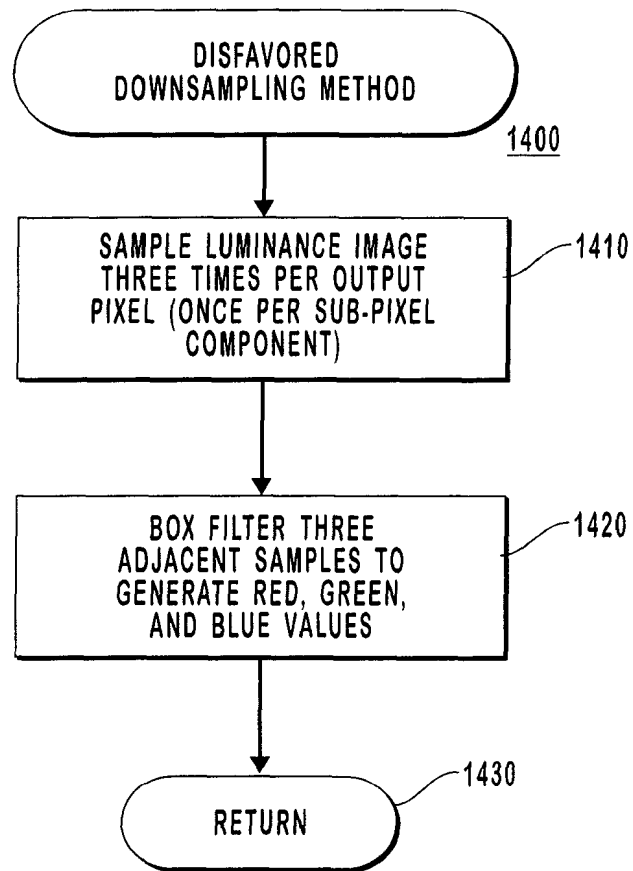 DISFAVORED
DOWNSAMPLING METHOD
1400
SAMPLE LUMINANCE IMAGE
THREE TIMES PER OUTPUT
PIXEL (ONCE PER SUB-PIXEL
COMPONENT)
1410
BOX FILTER THREE
ADJACENT SAMPLES TO
GENERATE RED, GREEN,
AND BLUE VALUES
1420
RETURN
1430